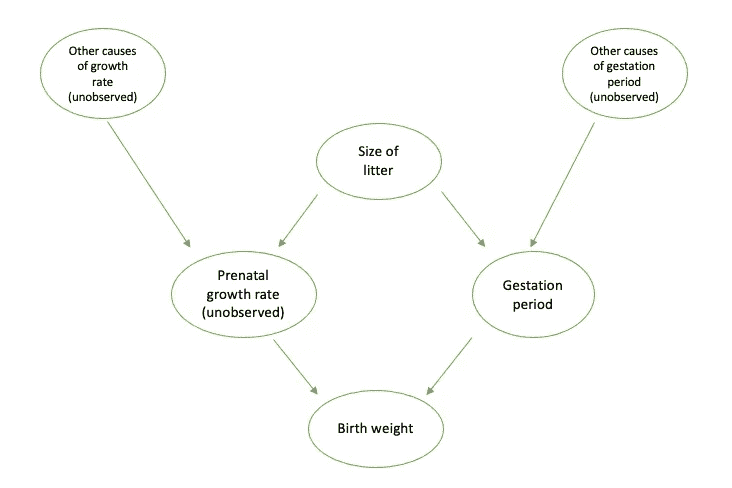 Other causes
of growth
rate
(unobserved)
Other causes
of gestation
period
(unobserved)
Size of
litter
Prenatal
growth rate
(unobserved)
Gestation
period
Birth weight